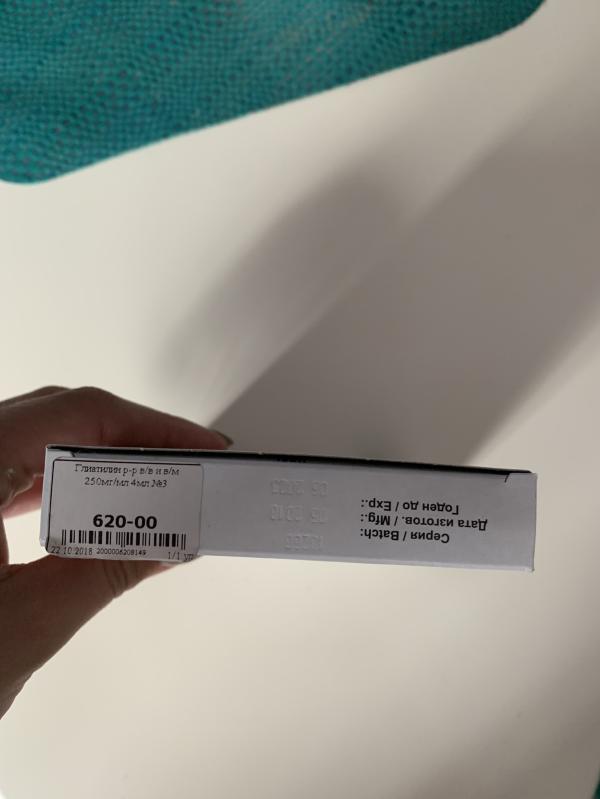 Глиатилин р-р в/в и в/м
250мг/мл 4мл №3
620-00
22.10.2018 2000006208149 1/1 уп
Серия / Batch:
Дата изготов. / Mfg.:
Годен до / Exp.: